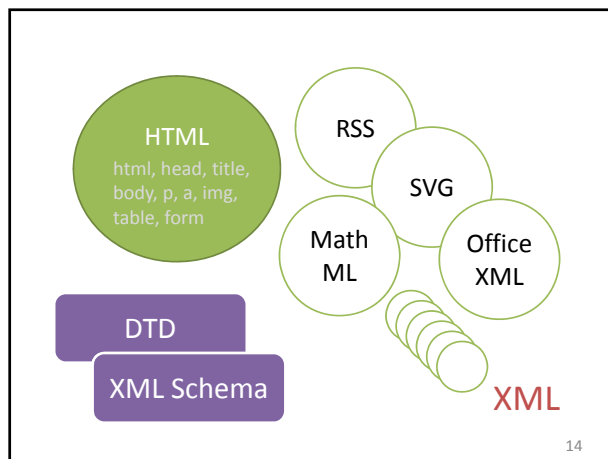 HTML
html, head, title,
body, p, a, img,
table, form
RSS
SVG
Math
ML
Office
XML
DTD
XML Schema
XML
14